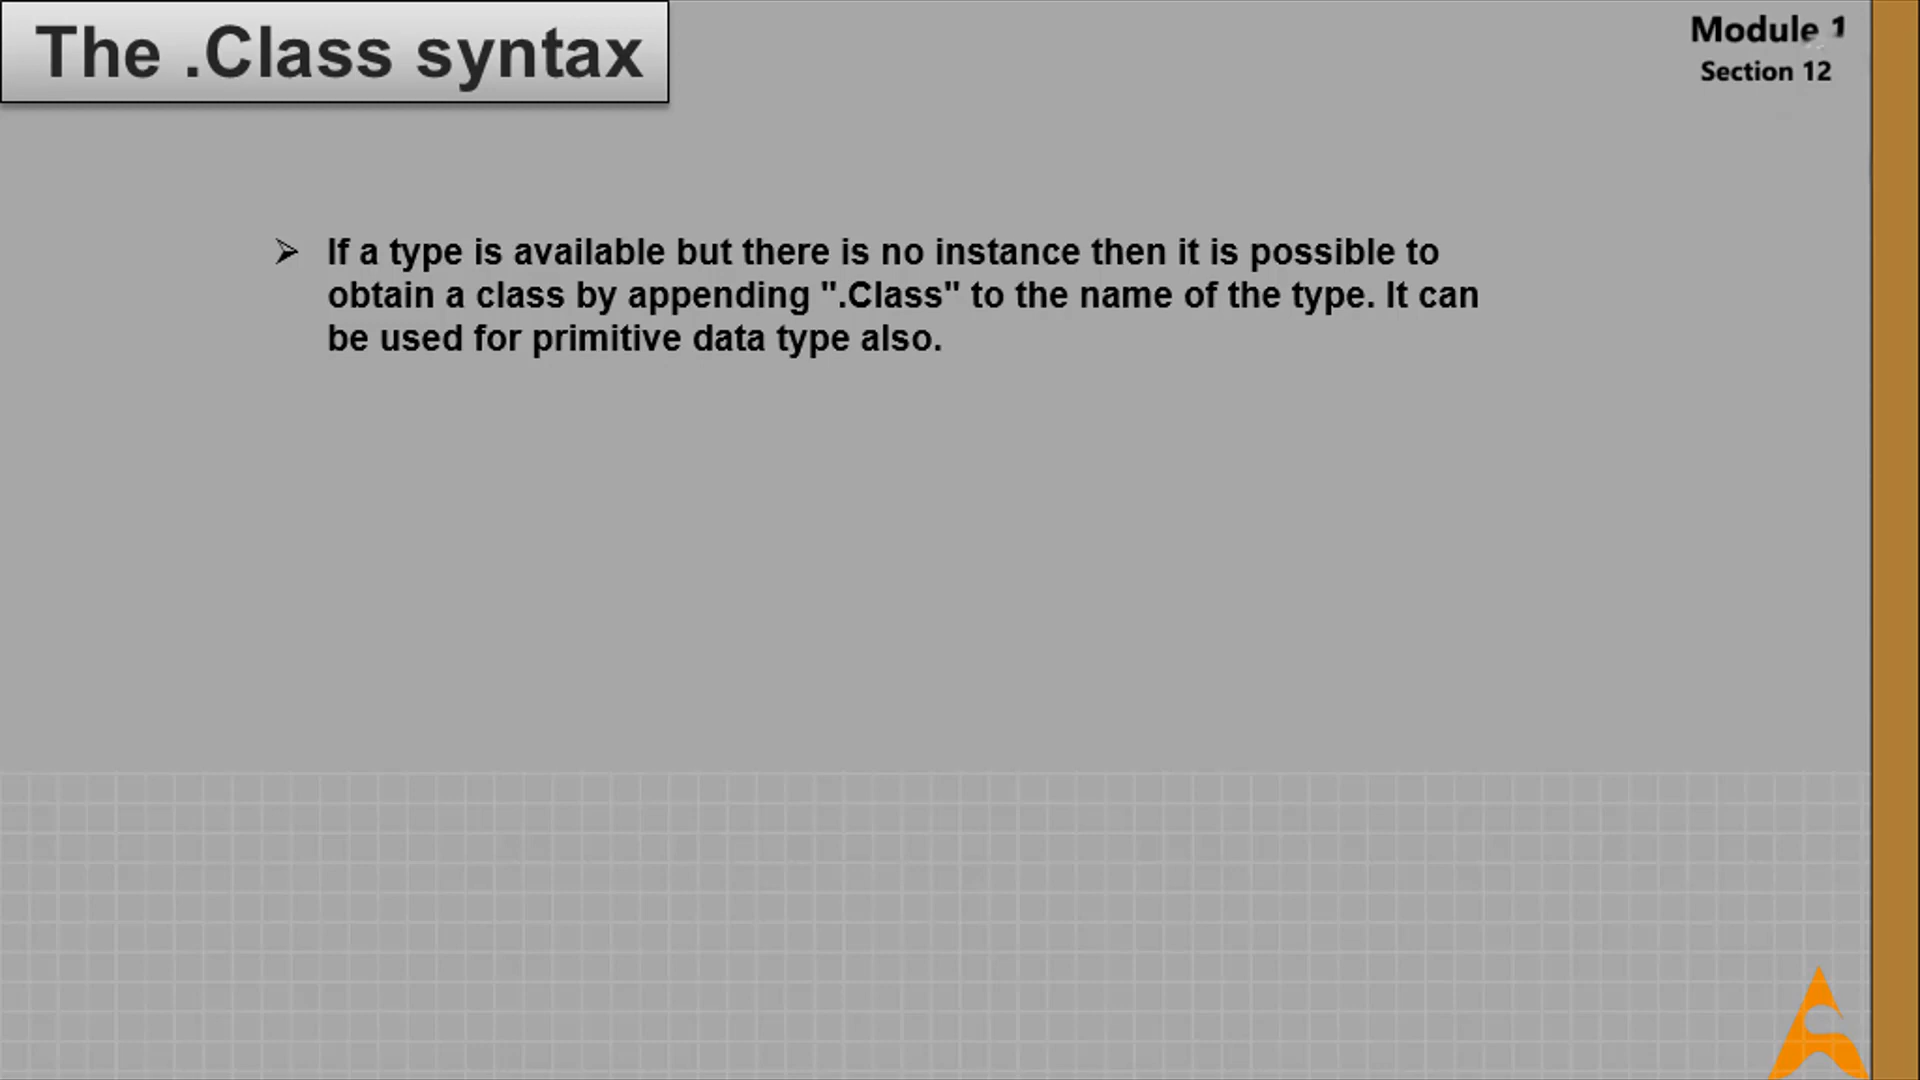 The .Class syntax
Module 1
Section 12
If a type is available but there is no instance then it is possible to
obtain a class by appending ".Class" to the name of the type. It can
be used for primitive data type also.